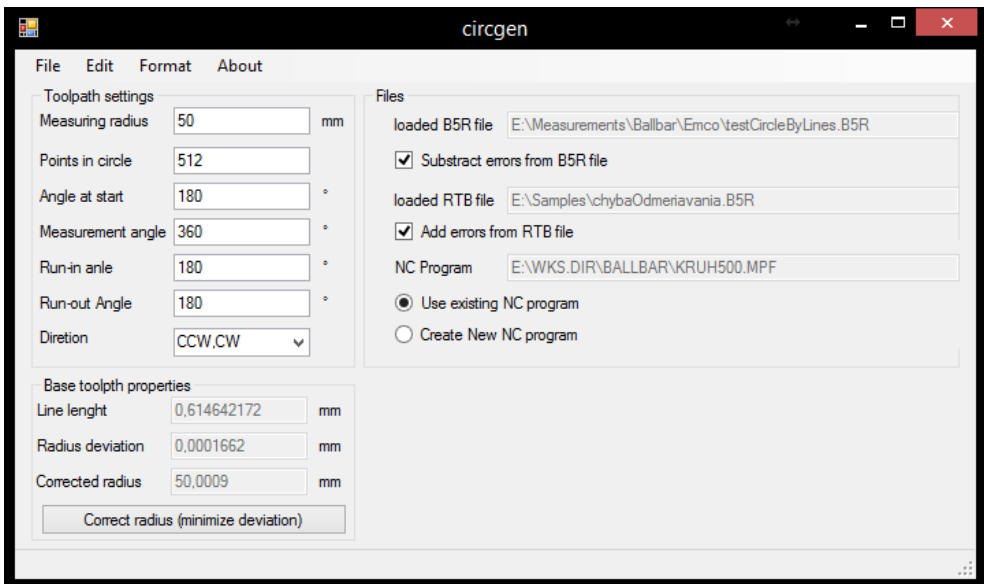 circgen
File Edit Format About
Toolpath settings
Measuring radius 50 mm
Points in circle 512
Angle at start 180 °
Measurement angle 360 °
Run-in anle 180 °
Run-out Angle 180 °
Diretion CCW,CW
Base toolpth properties
Line lenght 0,614642172 mm
Radius deviation 0,0001662 mm
Corrected radius 50,0009 mm
Correct radius (minimize deviation)
Files
loaded B5R file E:\Measurements\Ballbar\Emco\testCircleByLines.B5R
Substract errors from B5R file
loaded RTB file E:\Samples\chybaOdmeriavania.B5R
Add errors from RTB file
NC Program E:\WKS.DIR\BALLBAR\KRUH500.MPF
Use existing NC program
Create New NC program